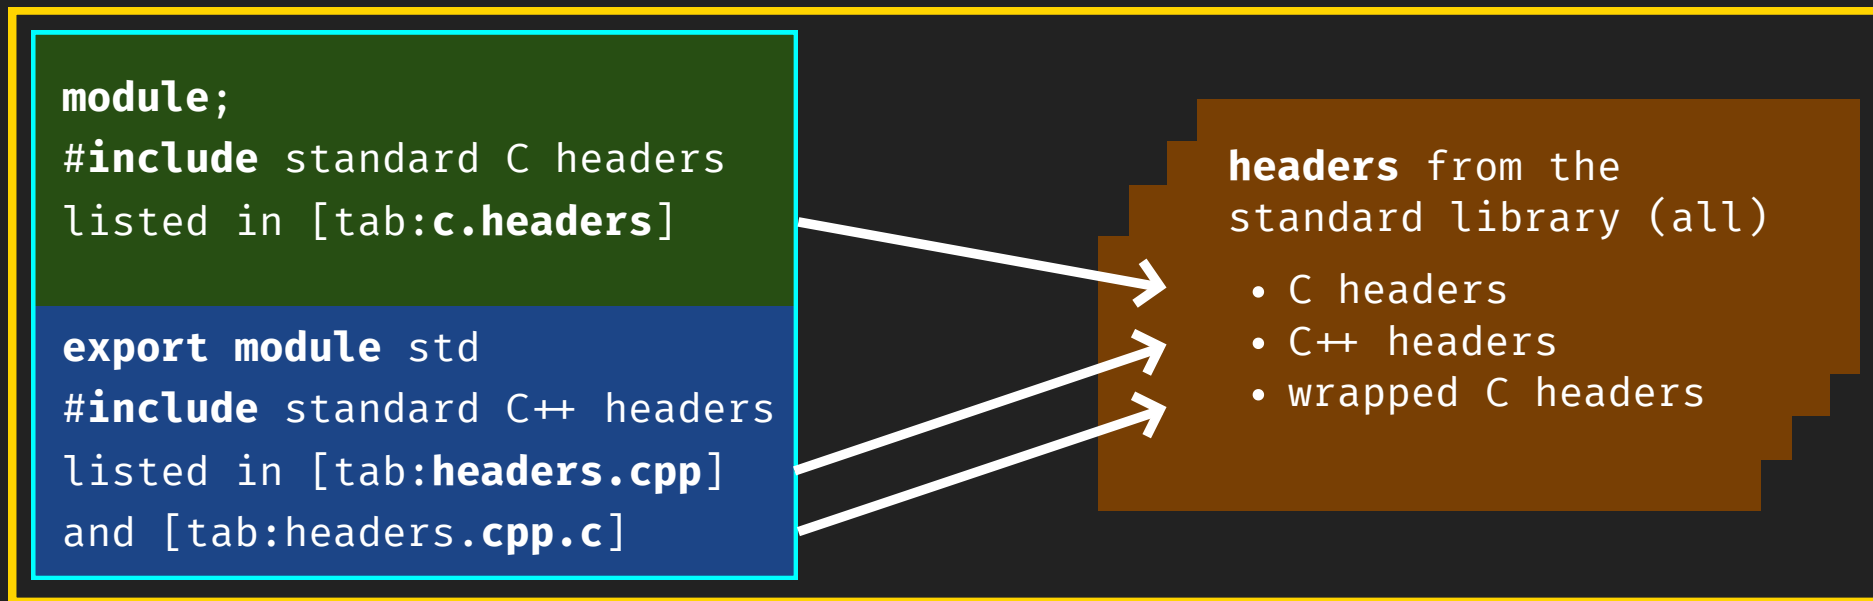 module;
#include standard C headers
listed in [tab:c.headers]
export module std
#include standard C++ headers
listed in [tab:headers.cpp]
and [tab:headers.cpp.c]
headers from the
standard library (all)
• C headers
• C++ headers
• wrapped C headers